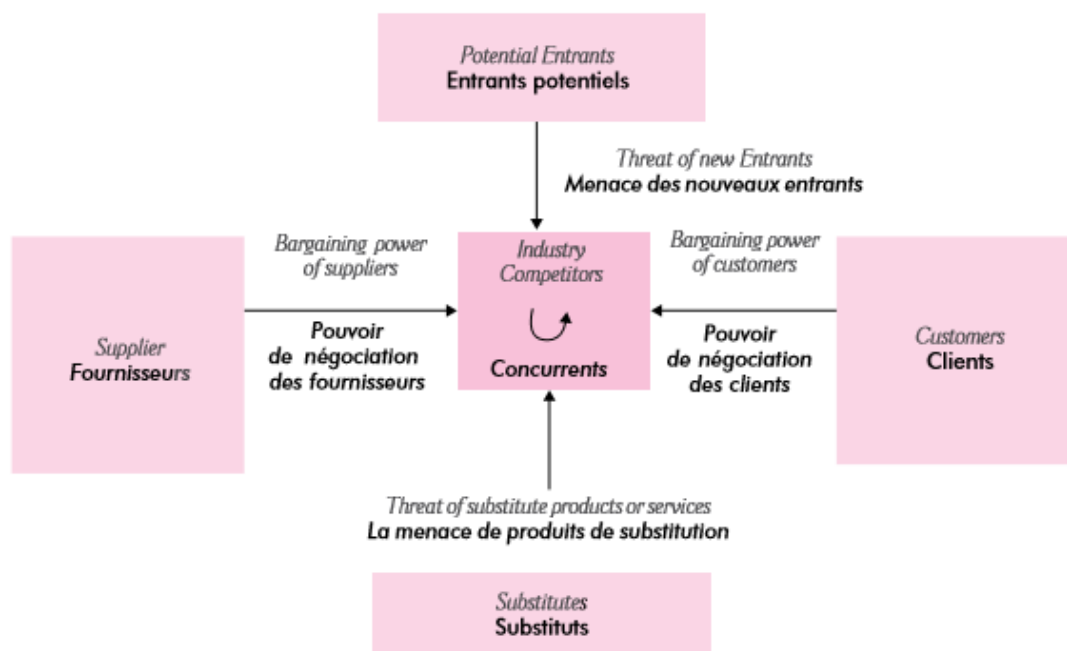 Potential Entrants
Entrants potentiels
Threat of new Entrants
Menace des nouveaux entrants
Bargaining power
of suppliers
Pouvoir
de négociation
des fournisseurs
Supplier
Fournisseurs
Industry
Competitors
Concurrents
Bargaining power
of customers
Pouvoir
de négociation
des clients
Customers
Clients
Threat of substitute products or services
La menace de produits de substitution
Substitutes
Substituts